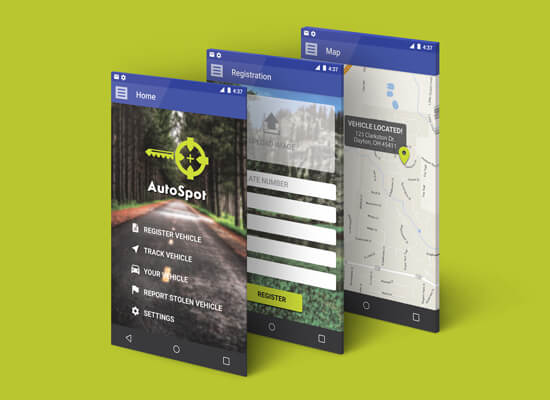 4:37
Home
AutoSpot
REGISTER VEHICLE
TRACK VEHICLE
YOUR VEHICLE
REPORT STOLEN VEHICLE
SETTINGS
4:37
Registration
UPLOAD IMAGE
ATE NUMBER
REGISTER
4:37
Map
VEHICLE LOCATED!
123 Clarkston Dr.
Dayton, OH 45411